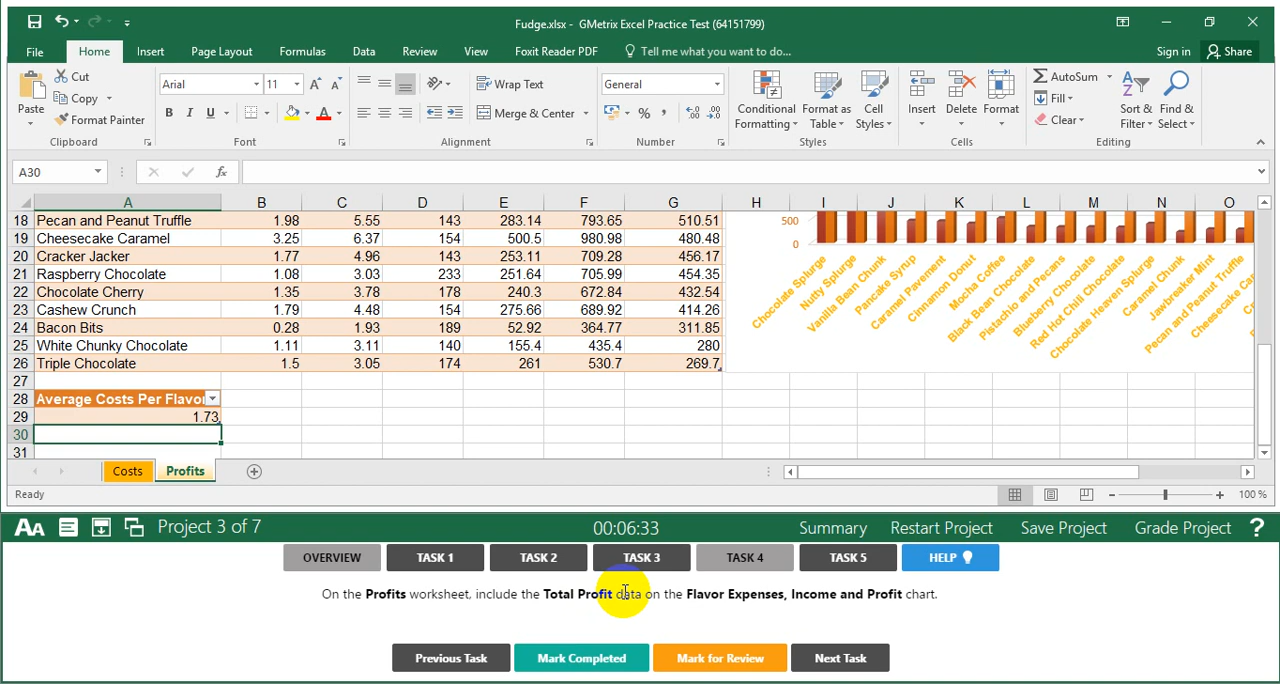 Fudge.xlsx - GMetrix Excel Practice Test (64151799)
File Home Insert Page Layout Formulas Data Review View Foxit Reader PDF Tell me what you want to do... Sign in Share
Paste
Cut
Copy
Format Painter
Clipboard
Arial 11
B I U
Font
Wrap Text
Merge & Center
Alignment
General
Number
Conditional Formatting
Format as Table
Cell Styles
Styles
Insert Delete Format
Cells
AutoSum
Fill
Clear
Sort & Filter
Find & Select
Editing
A30
A B C D E F G H I J K L M N O
18 Pecan and Peanut Truffle 1.98 5.55 143 283.14 793.65 510.51
19 Cheesecake Caramel 3.25 6.37 154 500.5 980.98 480.48
20 Cracker Jacker 1.77 4.96 143 253.11 709.28 456.17
21 Raspberry Chocolate 1.08 3.03 233 251.64 705.99 454.35
22 Chocolate Cherry 1.35 3.78 178 240.3 672.84 432.54
23 Cashew Crunch 1.79 4.48 154 275.66 689.92 414.26
24 Bacon Bits 0.28 1.93 189 52.92 364.77 311.85
25 White Chunky Chocolate 1.11 3.11 140 155.4 435.4 280
26 Triple Chocolate 1.5 3.05 174 261 530.7 269.7
27
28 Average Costs Per Flavor
29 1.73
30
31
500
0
Chocolate Splurge
Nutty Splurge
Vanilla Bean Chunk
Pancake Syrup
Caramel Pavement
Cinnamon Donut
Mocha Coffee
Black Bean Chocolate
Pistachio and Pecans
Blueberry Chocolate
Red Hot Chili Chocolate
Chocolate Heaven Splurge
Caramel Chunk
Jawbreaker Mint
Pecan and Peanut Truffle
Cheesecake Car
Costs Profits
Ready 100 %
AA Project 3 of 7 00:06:33 Summary Restart Project Save Project Grade Project ?
OVERVIEW TASK 1 TASK 2 TASK 3 TASK 4 TASK 5 HELP
On the Profits worksheet, include the Total Profit data on the Flavor Expenses, Income and Profit chart.
Previous Task Mark Completed Mark for Review Next Task